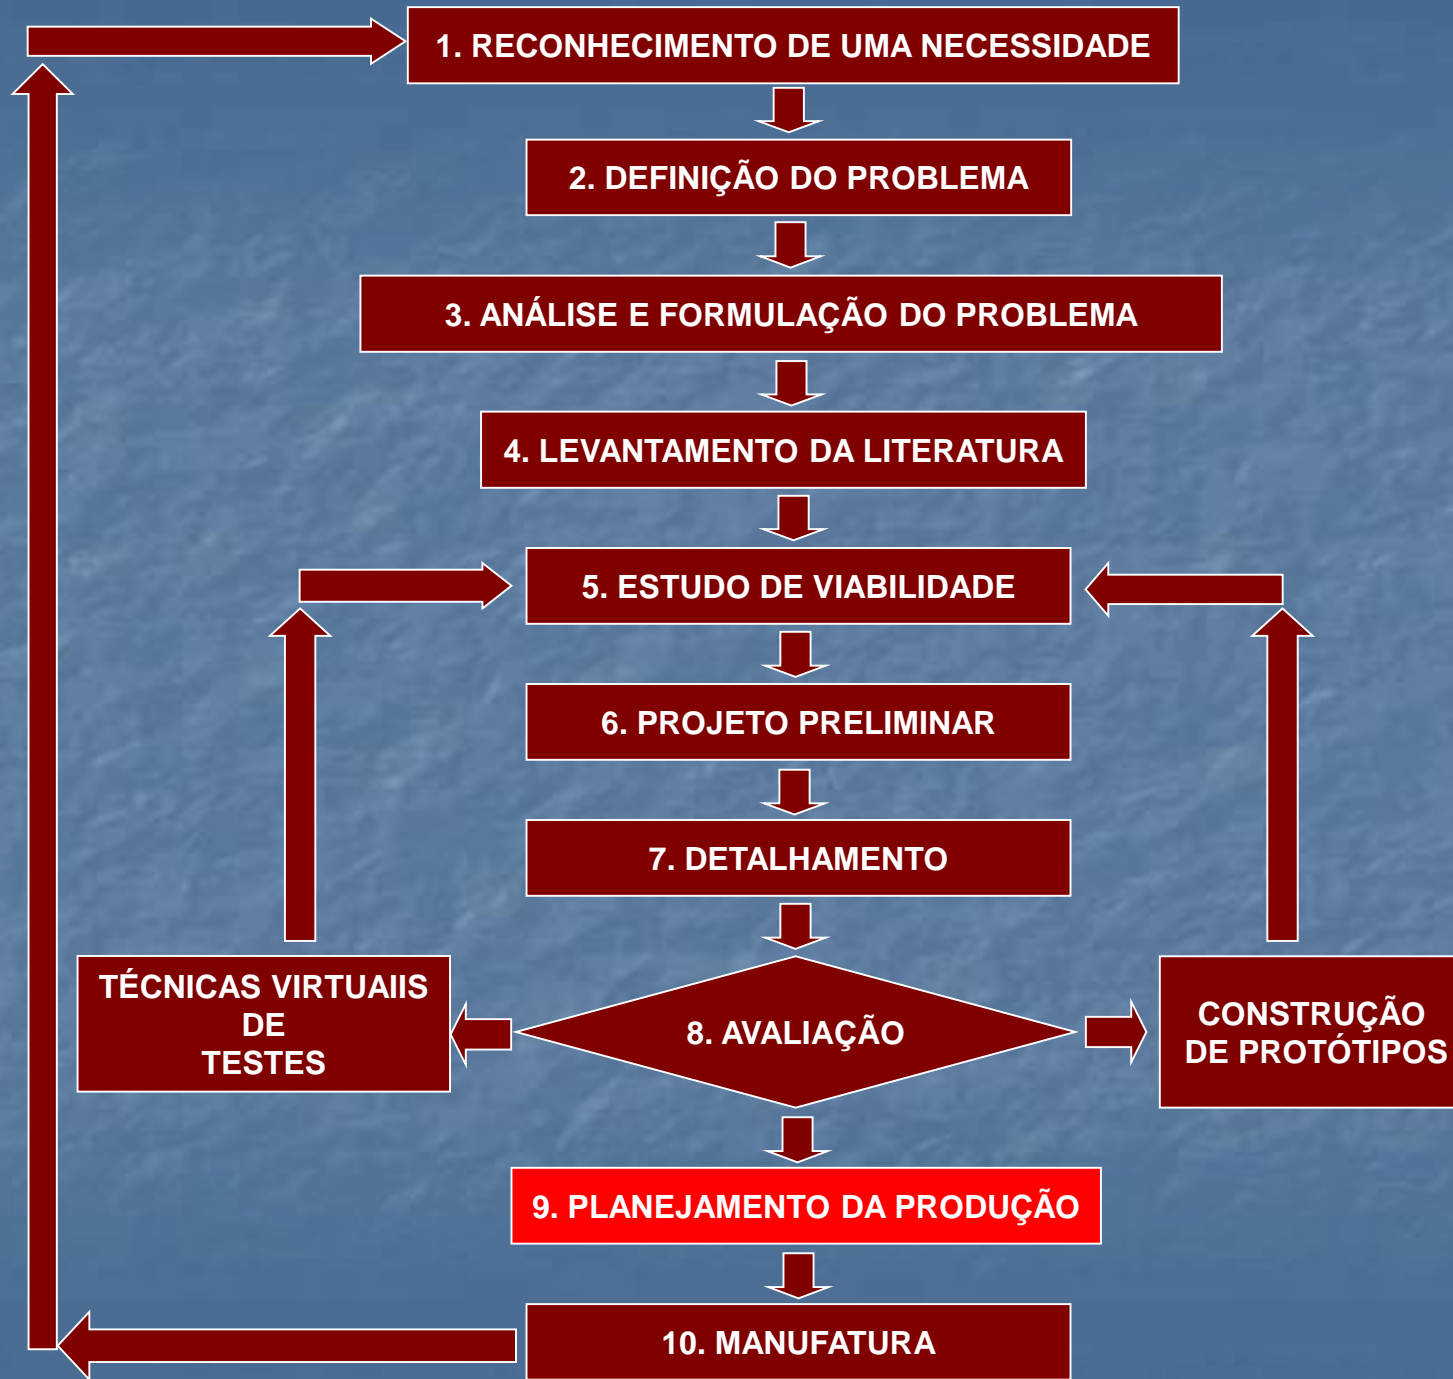 1. RECONHECIMENTO DE UMA NECESSIDADE
2. DEFINIÇÃO DO PROBLEMA
3. ANÁLISE E FORMULAÇÃO DO PROBLEMA
4. LEVANTAMENTO DA LITERATURA
5. ESTUDO DE VIABILIDADE
6. PROJETO PRELIMINAR
7. DETALHAMENTO
TÉCNICAS VIRTUAIIS
DE
TESTES
8. AVALIAÇÃO
CONSTRUÇÃO
DE PROTÓTIPOS
9. PLANEJAMENTO DA PRODUÇÃO
10. MANUFATURA